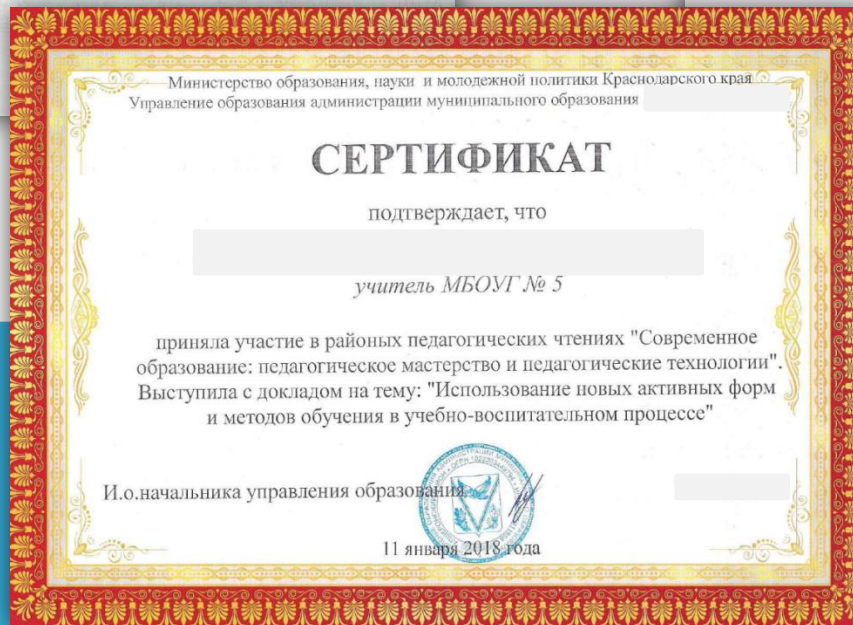 Министерство образования, науки и молодежной политики Краснодарского края
Управление образования администрации муниципального образования
СЕРТИФИКАТ
подтверждает, что
учитель МБОУГ № 5
приняла участие в районых педагогических чтениях "Современное
образование: педагогическое мастерство и педагогические технологии".
Выступила с докладом на тему: "Использование новых активных форм
и методов обучения в учебно-воспитательном процессе"
И.о.начальника управления образования
11 января 2018 года